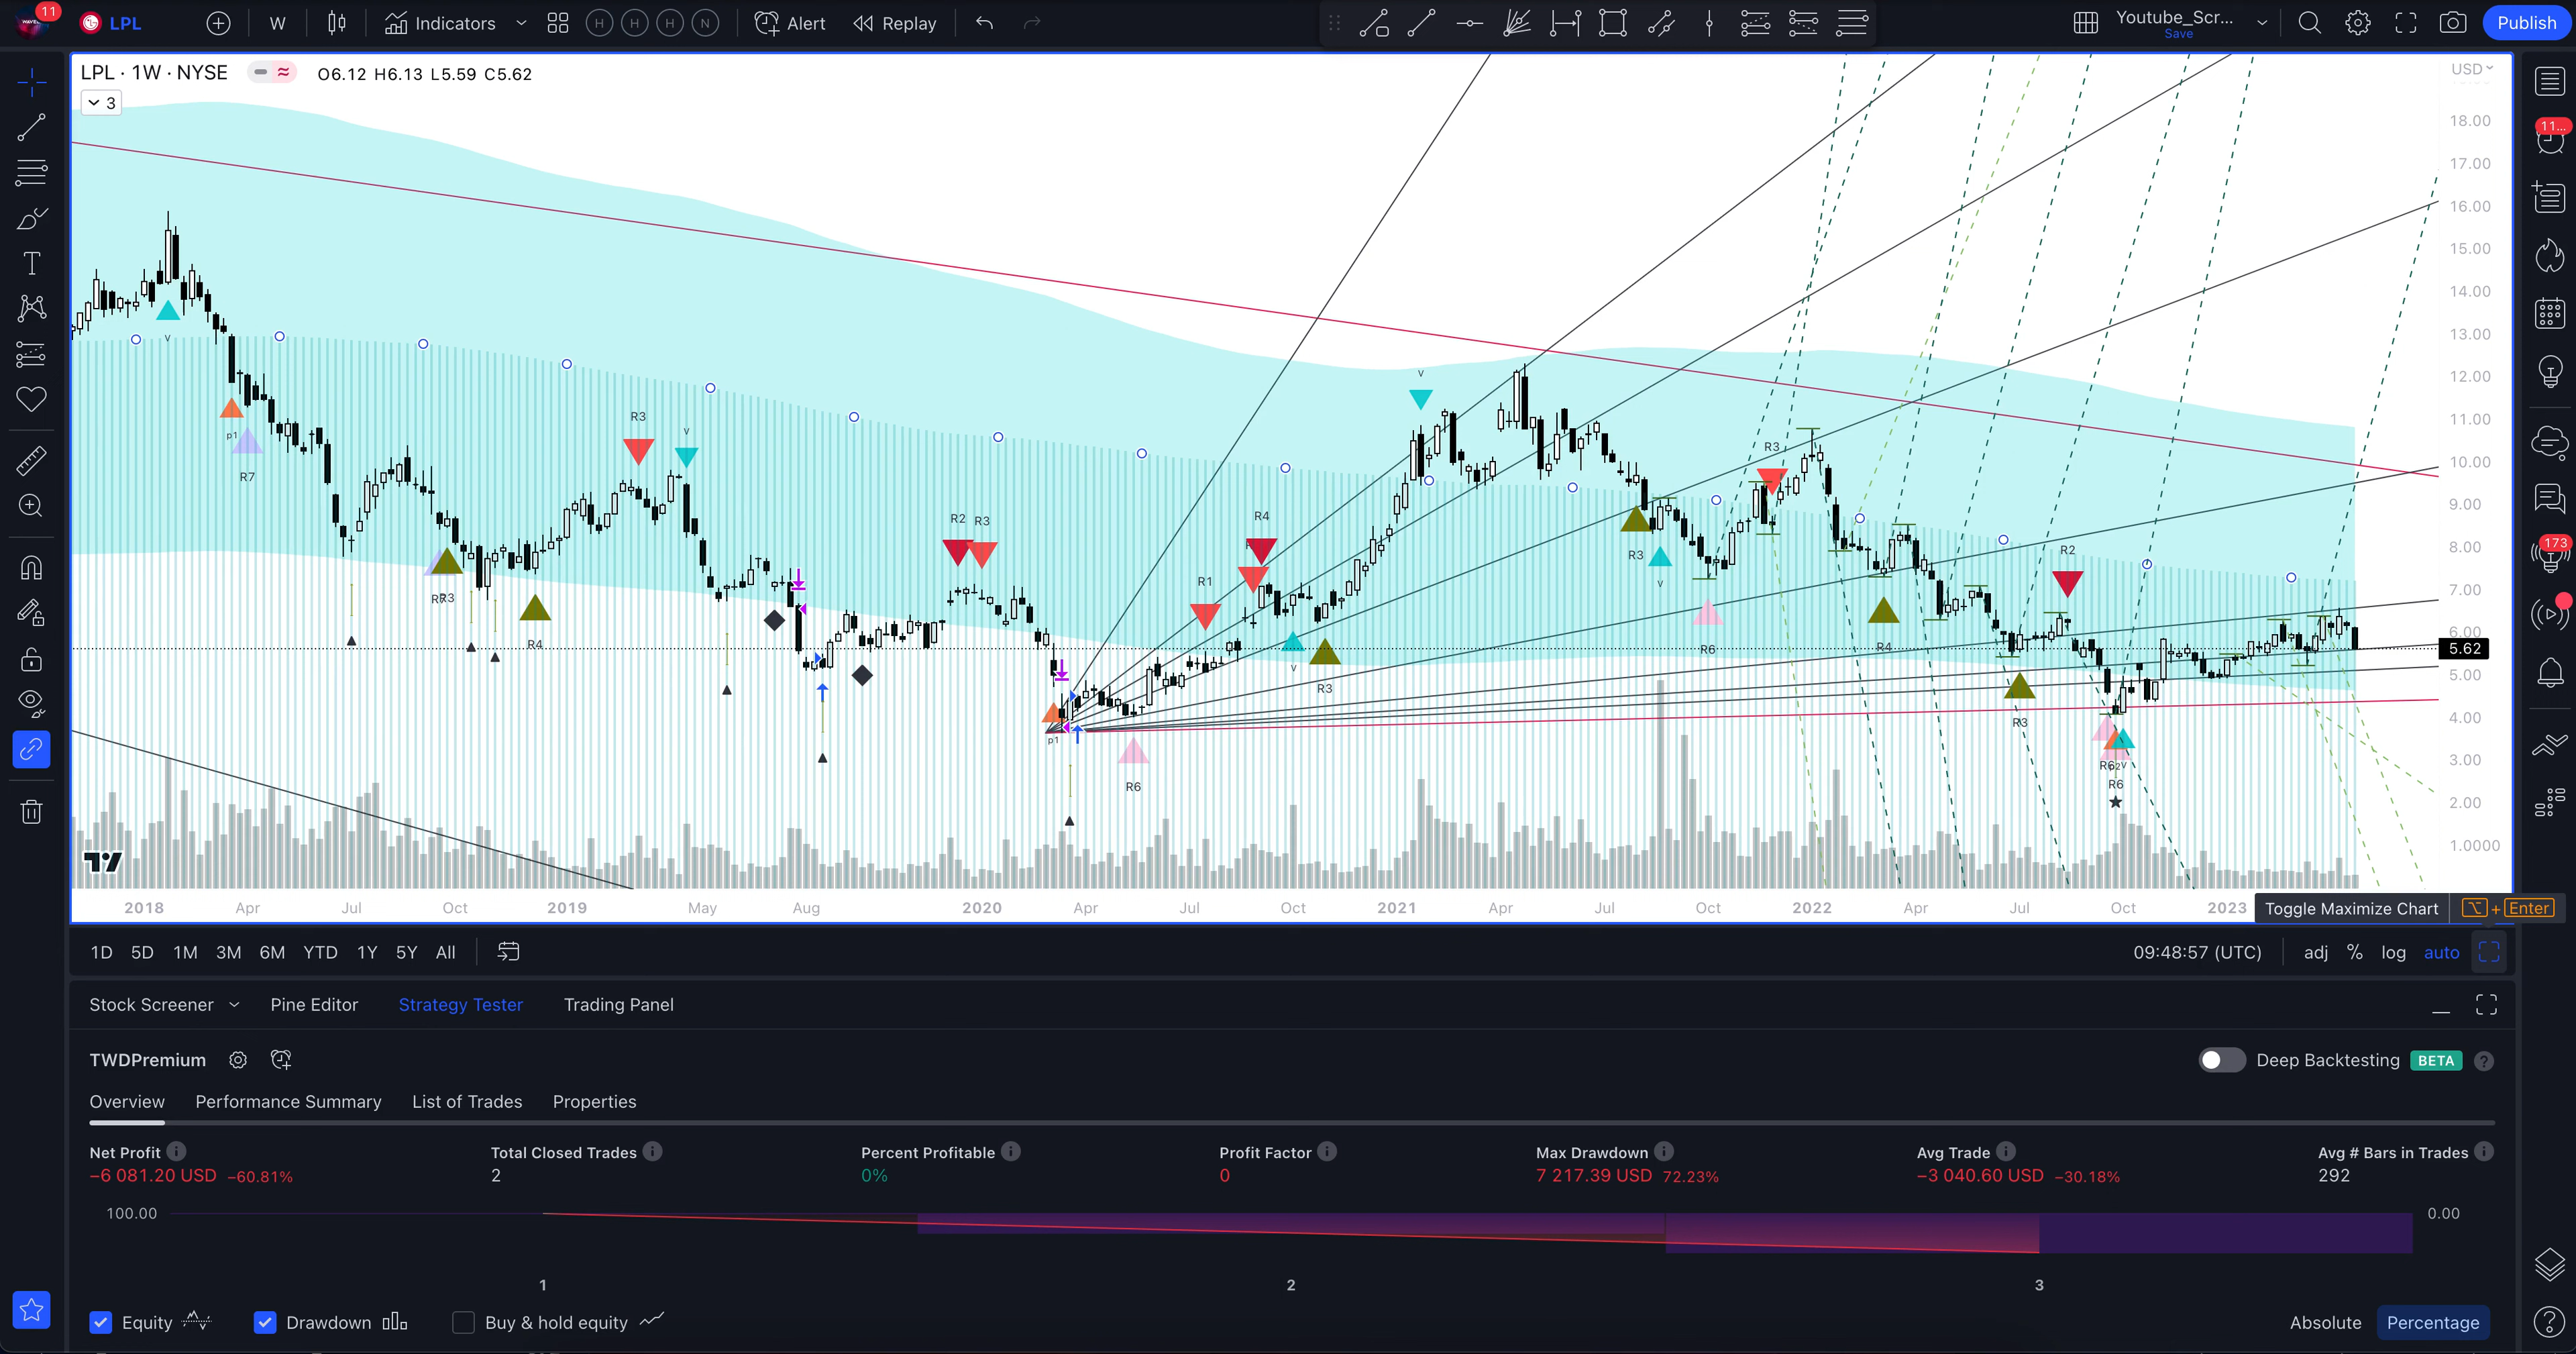 11
LPL
W
Indicators
H H H N
Alert
Replay
Youtube_Scr...
Save
Publish
LPL · 1W · NYSE
O6.12 H6.13 L5.59 C5.62
3
USD
18.00
17.00
16.00
15.00
14.00
13.00
12.00
11.00
10.00
9.00
8.00
7.00
6.00
5.62
5.00
4.00
3.00
2.00
1.0000
11...
173
v
p1
R7
R3
R4
R3
v
R2 R3
p1
R6
R1
R4
v
R3
v
R3
v
R6
R3
R4
R3
R2
R6
2018 Apr Jul Oct 2019 May Aug 2020 Apr Jul Oct 2021 Apr Jul Oct 2022 Apr Jul Oct 2023
Toggle Maximize Chart
+ Enter
1D 5D 1M 3M 6M YTD 1Y 5Y All
09:48:57 (UTC)
adj % log auto
Stock Screener Pine Editor Strategy Tester Trading Panel
TWDPremium
Deep Backtesting BETA ?
Overview Performance Summary List of Trades Properties
Net Profit
−6 081.20 USD −60.81%
Total Closed Trades
2
Percent Profitable
0%
Profit Factor
0
Max Drawdown
7 217.39 USD 72.23%
Avg Trade
−3 040.60 USD −30.18%
Avg # Bars in Trades
292
100.00
0.00
1 2 3
Equity
Drawdown
Buy & hold equity
Absolute Percentage